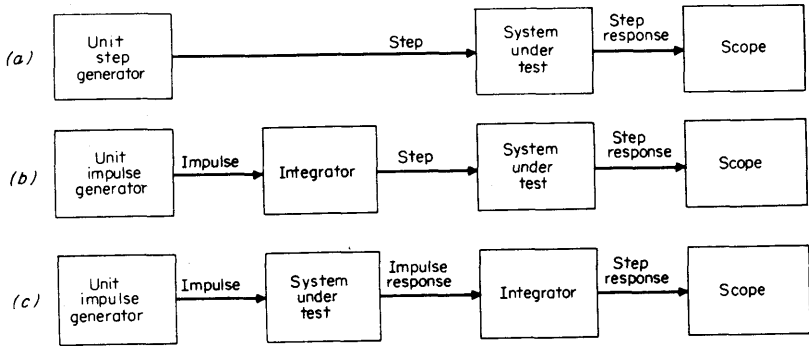 (a)
Unit
step
generator
Step
System
under
test
Step
response
Scope
(b)
Unit
impulse
generator
Impulse
Integrator
Step
System
under
test
Step
response
Scope
(c)
Unit
impulse
generator
Impulse
System
under
test
Impulse
response
Integrator
Step
response
Scope